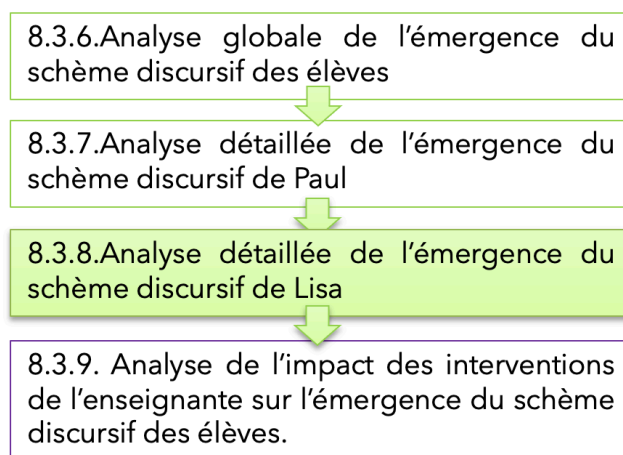 8.3.6.Analyse globale de l’émergence du
schème discursif des élèves
8.3.7.Analyse détaillée de l’émergence du
schème discursif de Paul
8.3.8.Analyse détaillée de l’émergence du
schème discursif de Lisa
8.3.9. Analyse de l’impact des interventions
de l’enseignante sur l’émergence du schème
discursif des élèves.